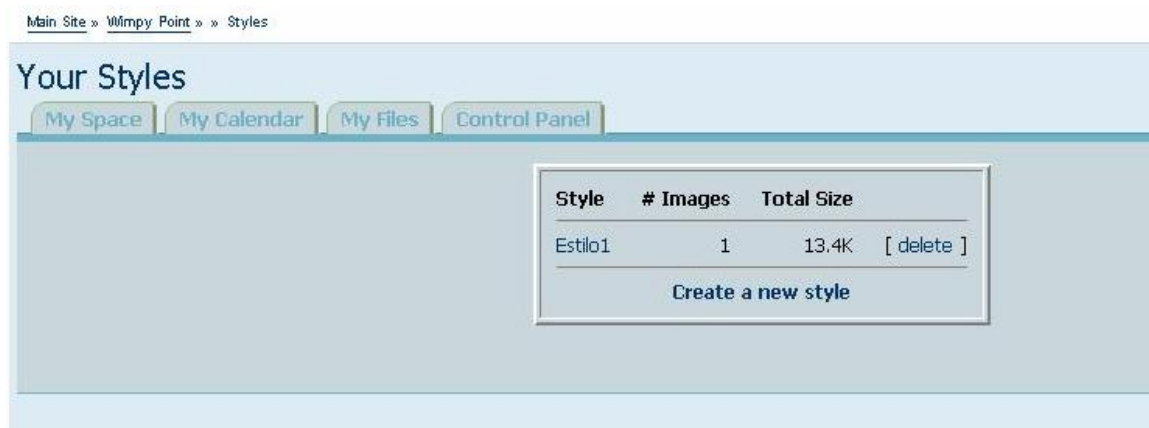 Main Site » Wimpy Point » » Styles
Your Styles
My Space My Calendar My Files Control Panel
Style # Images Total Size
Estilo1 1 13.4K [ delete ]
Create a new style